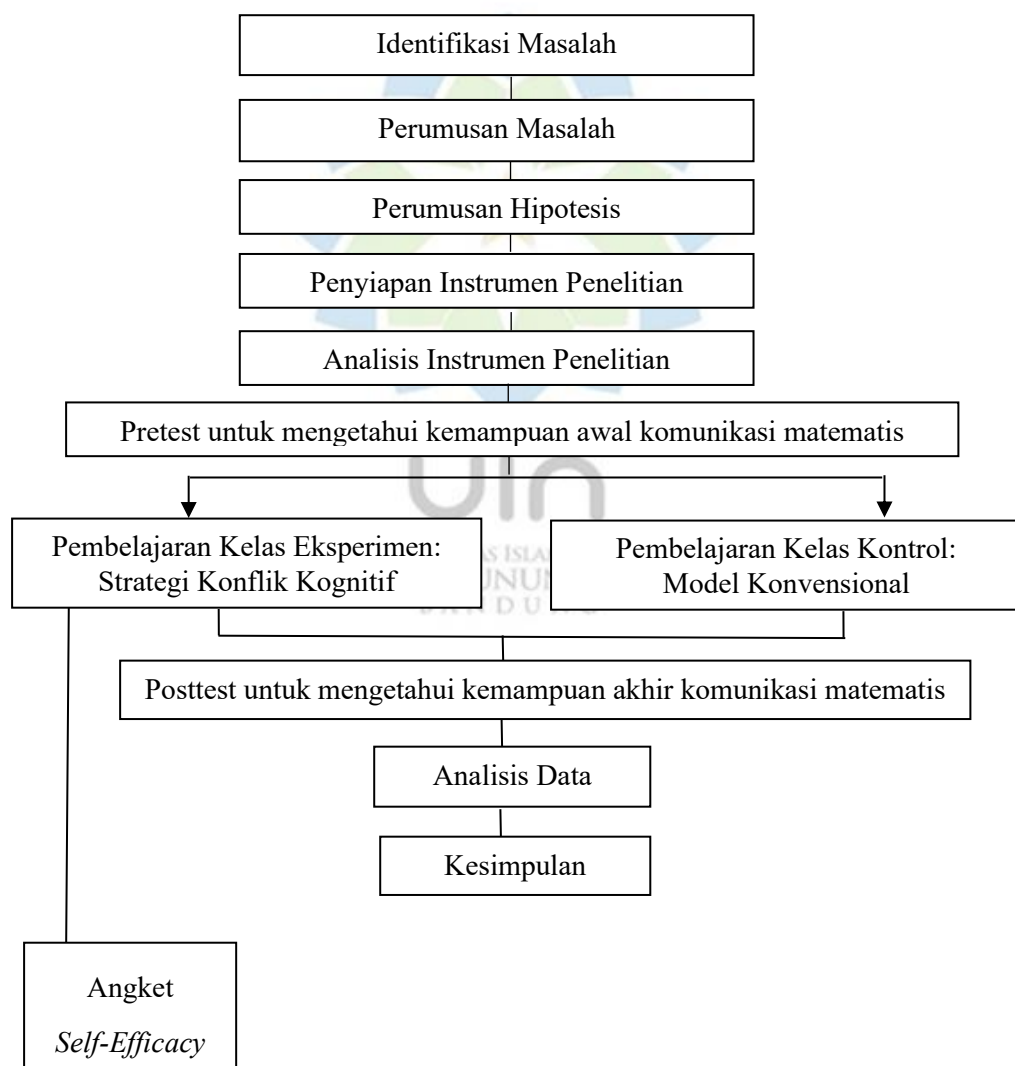 Identifikasi Masalah
Perumusan Masalah
Perumusan Hipotesis
Penyiapan Instrumen Penelitian
Analisis Instrumen Penelitian
Pretest untuk mengetahui kemampuan awal komunikasi matematis
uin
Pembelajaran Kelas Eksperimen:
Strategi Konflik Kognitif
Pembelajaran Kelas Kontrol:
Model Konvensional
BANDUNG
Posttest untuk mengetahui kemampuan akhir komunikasi matematis
Analisis Data
Kesimpulan
Angket
Self-Efficacy